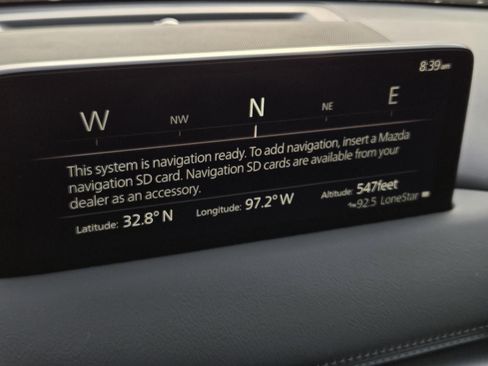 8:39 am
W NW N NE E
This system is navigation ready. To add navigation, insert a Mazda
navigation SD card. Navigation SD cards are available from your
dealer as an accessory.
Latitude: 32.8° N Longitude: 97.2° W Altitude: 547feet
92.5 LoneStar